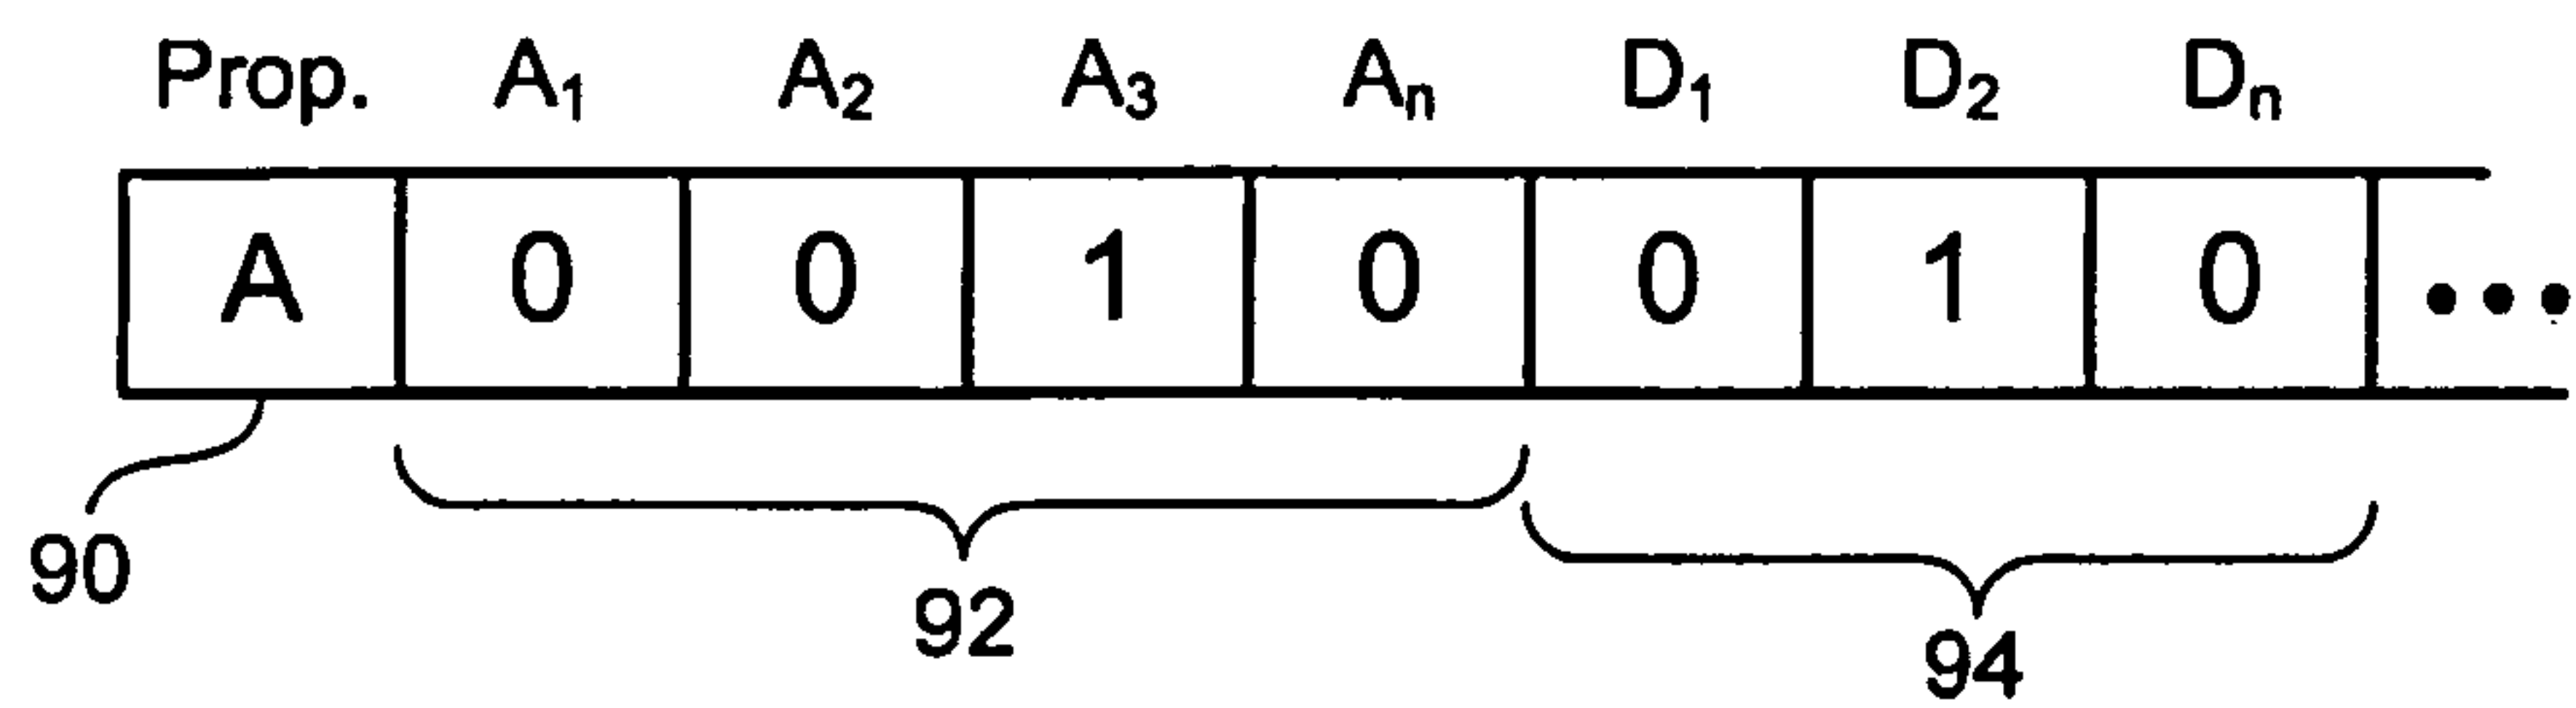 Prop. A₁ A₂ A₃ Aₙ D₁ D₂ Dₙ
A 0 0 1 0 0 1 0 •••
90 92 94